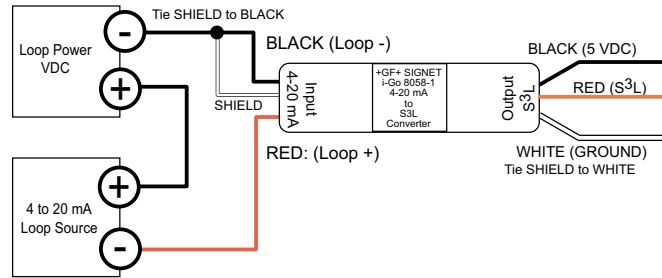 Tie SHIELD to BLACK
Loop Power
VDC
-
+
BLACK (Loop -)
SHIELD
Input
4-20 mA
+GF+ SIGNET
i-Go 8058-1
4-20 mA
to
S3L
Converter
Output
S³L
BLACK (5 VDC)
RED (S³L)
WHITE (GROUND)
Tie SHIELD to WHITE
RED: (Loop +)
4 to 20 mA
Loop Source
+
-